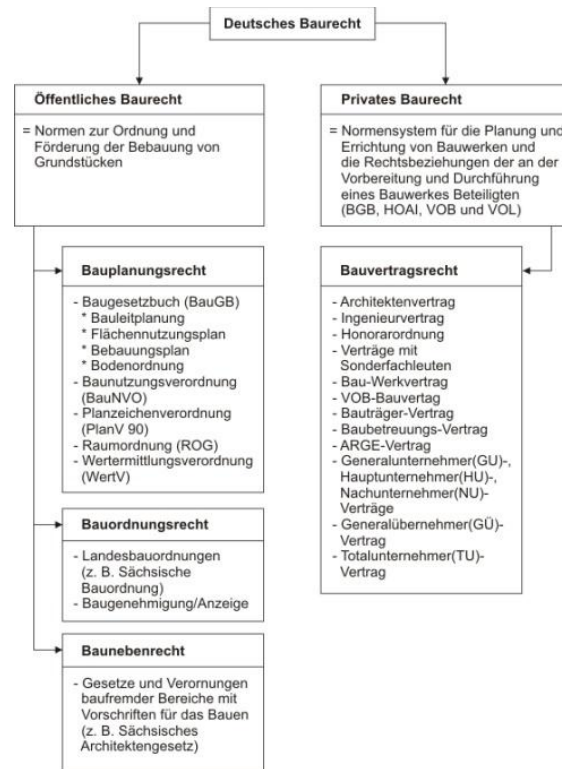 Deutsches Baurecht
Öffentliches Baurecht
= Normen zur Ordnung und
Förderung der Bebauung von
Grundstücken
Privates Baurecht
= Normensystem für die Planung und
Errichtung von Bauwerken und
die Rechtsbeziehungen der an der
Vorbereitung und Durchführung
eines Bauwerkes Beteiligten
(BGB, HOAI, VOB und VOL)
Bauplanungsrecht
- Baugesetzbuch (BauGB)
* Bauleitplanung
* Flächennutzungsplan
* Bebauungsplan
* Bodenordnung
- Baunutzungsverordnung
(BauNVO)
- Planzeichenverordnung
(PlanV 90)
- Raumordnung (ROG)
- Wertermittlungsverordnung
(WertV)
Bauvertragsrecht
- Architektenvertrag
- Ingenieurvertrag
- Honorarordnung
- Verträge mit
Sonderfachleuten
- Bau-Werkvertrag
- VOB-Bauvertag
- Bauträger-Vertrag
- Baubetreuungs-Vertrag
- ARGE-Vertrag
- Generalunternehmer(GU)-,
Hauptunternehmer(HU)-,
Nachunternehmer(NU)-
Verträge
- Generalübernehmer(GÜ)-
Vertrag
- Totalunternehmer(TU)-
Vertrag
Bauordnungsrecht
- Landesbauordnungen
(z. B. Sächsische
Bauordnung)
- Baugenehmigung/Anzeige
Baunebenrecht
- Gesetze und Verornungen
baufremder Bereiche mit
Vorschriften für das Bauen
(z. B. Sächsisches
Architektengesetz)